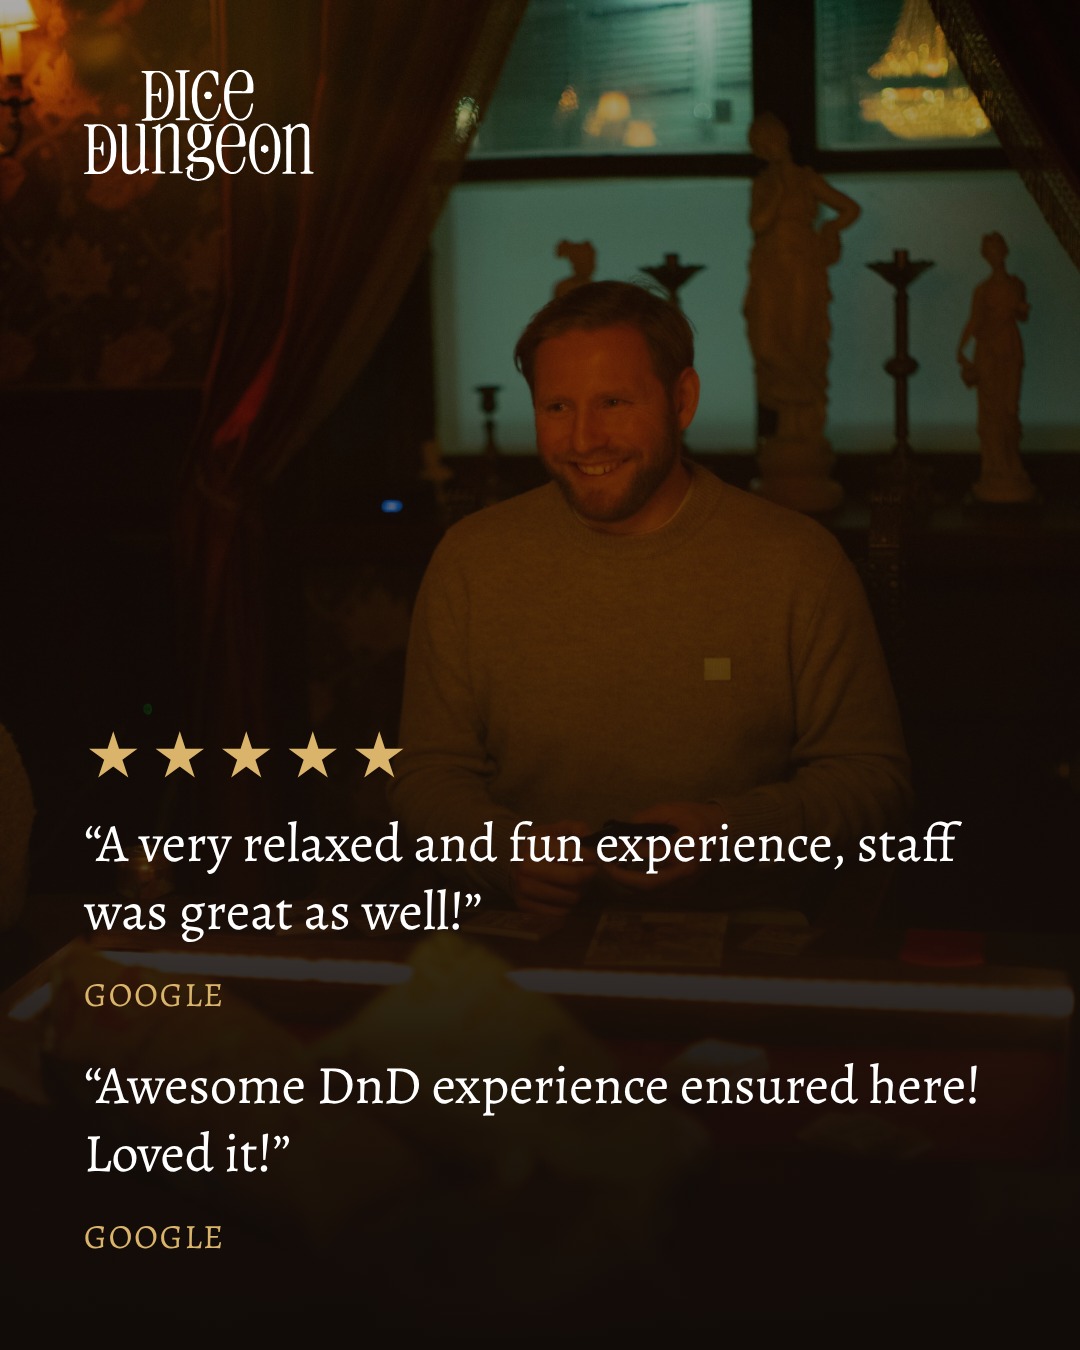 Dice
Dungeon
“A very relaxed and fun experience, staff
was great as well!”
GOOGLE
“Awesome DnD experience ensured here!
Loved it!”
GOOGLE